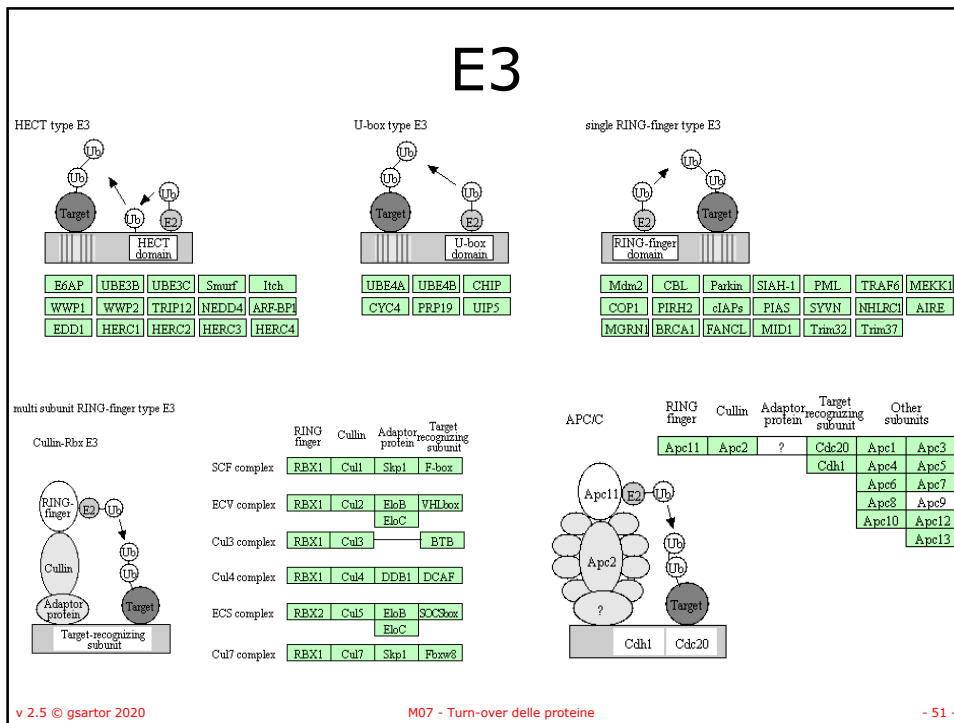 E3
HECT type E3
Ub
Ub
Ub
Target
Ub
E2
HECT
domain
E6AP UBE3B UBE3C Smurf Itch
WWP1 WWP2 TRIP12 NEDD4 ARF-BP1
EDD1 HERC1 HERC2 HERC3 HERC4
U-box type E3
Ub
Ub
Ub
Target
E2
U-box
domain
UBE4A UBE4B CHIP
CYC4 PRP19 UIP5
single RING-finger type E3
Ub
Ub
Ub
E2
Target
RING-finger
domain
Mdm2 CBL Parkin SIAH-1 PML TRAF6 MEKK1
COP1 PIRH2 cIAPs PIAS SYVN NHLRC1 AIRE
MGRN1 BRCA1 FANCL MID1 Trim32 Trim37
multi subunit RING-finger type E3
Cullin-Rbx E3
RING-
finger
E2
Ub
Ub
Ub
Cullin
Adaptor
protein
Target
Target-recognizing
subunit
RING
finger
Cullin
Adaptor
protein
Target
recognizing
subunit
SCF complex RBX1 Cul1 Skp1 F-box
ECV complex RBX1 Cul2 EloB VHLbox
EloC
Cul3 complex RBX1 Cul3 BTB
Cul4 complex RBX1 Cul4 DDB1 DCAF
ECS complex RBX2 Cul5 EloB SOCSbox
EloC
Cul7 complex RBX1 Cul7 Skp1 Fbxw8
APC/C
RING
finger
Cullin
Adaptor
protein
Target
recognizing
subunit
Other
subunits
Apc11 Apc2 ? Cdc20 Apc1 Apc3
Cdh1 Apc4 Apc5
Apc6 Apc7
Apc8 Apc9
Apc10 Apc12
Apc13
Apc11
E2
Ub
Ub
Ub
Apc2
?
Target
Cdh1 Cdc20
v 2.5 © gsartor 2020
M07 - Turn-over delle proteine
- 51 -